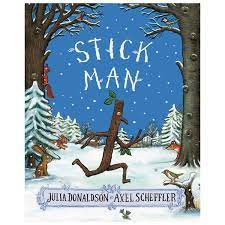 STICK
MAN
JULIA DONALDSON • AXEL SCHEFFLER